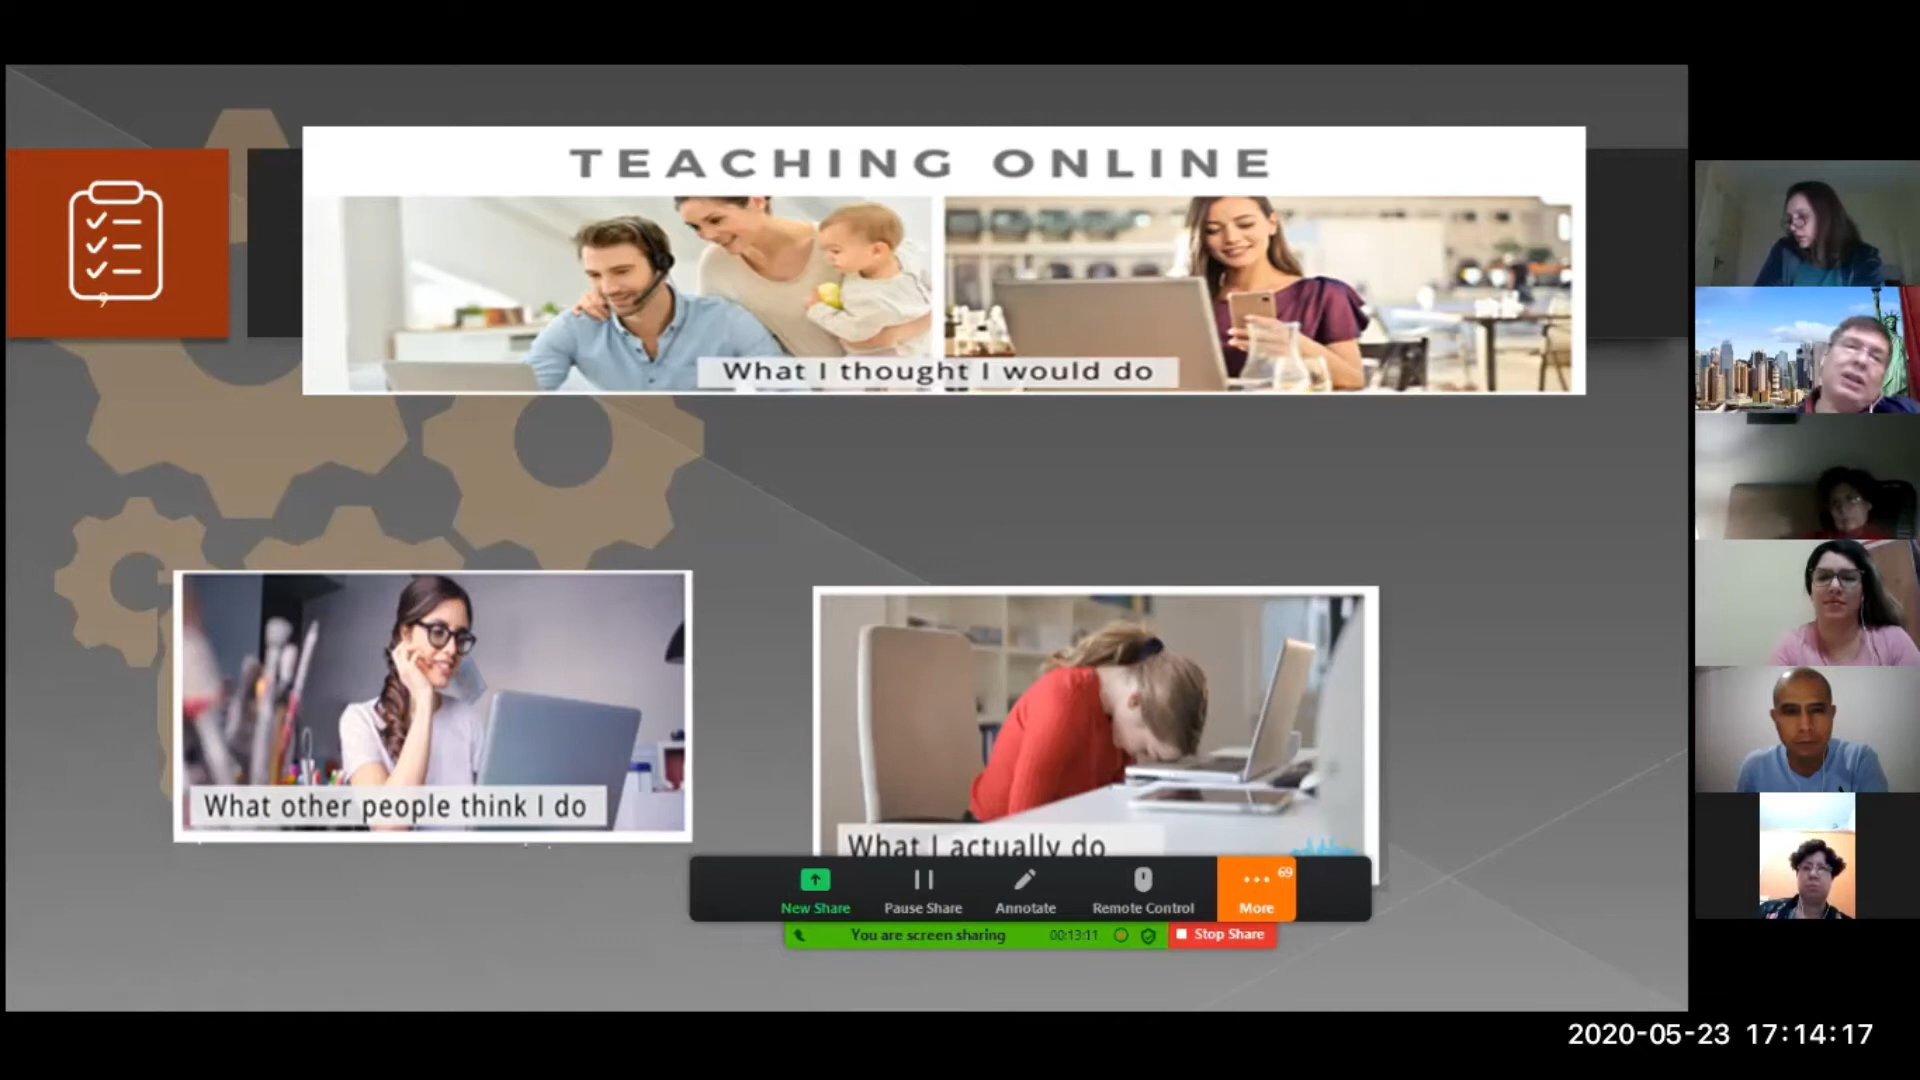 TEACHING ONLINE
What I thought I would do
9
What other people think I do
What I actually do
69
New Share
Pause Share
Annotate
Remote Control
More
You are screen sharing
00:13:11
Stop Share
2020-05-23 17:14:17